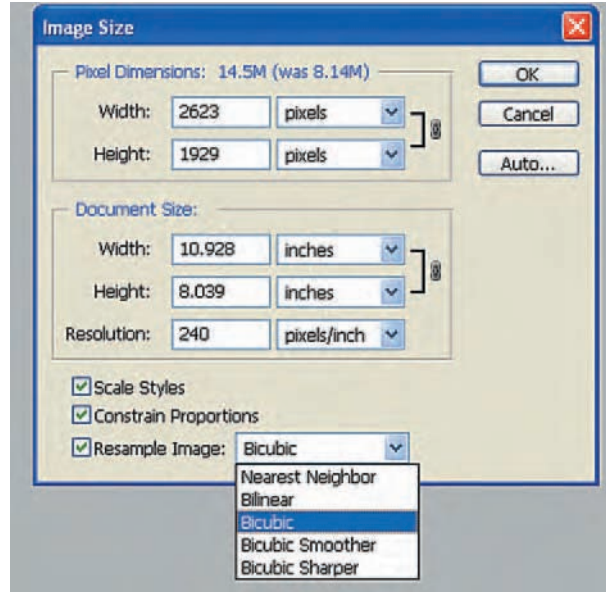 Image Size
Pixel Dimensions: 14.5M (was 8.14M)
OK
Width: 2623 pixels
Cancel
Height: 1929 pixels
Auto...
Document Size:
Width: 10.928 inches
Height: 8.039 inches
Resolution: 240 pixels/inch
Scale Styles
Constrain Proportions
Resample Image: Bicubic
Nearest Neighbor
Bilinear
Bicubic
Bicubic Smoother
Bicubic Sharper